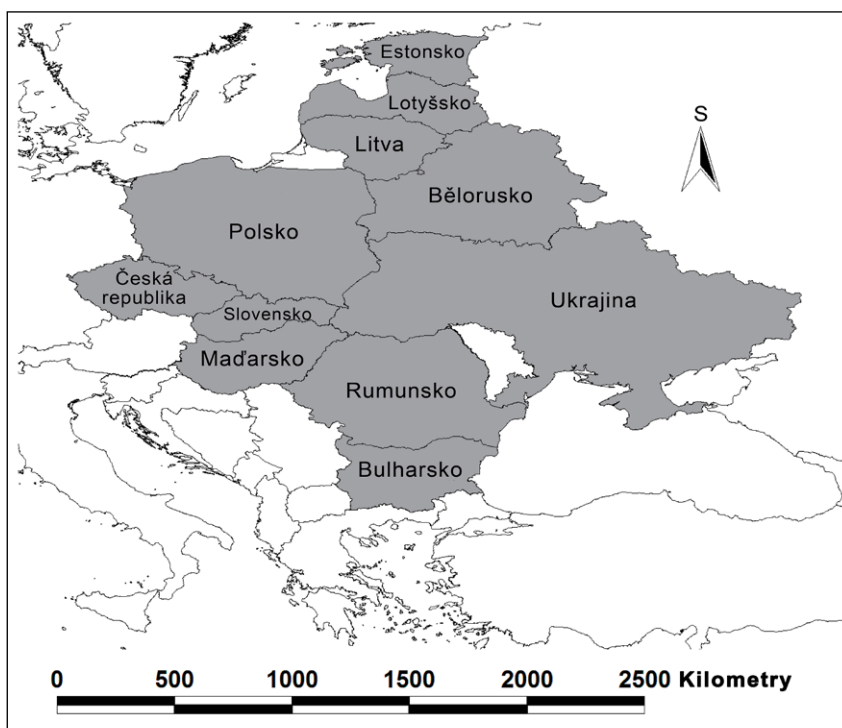 Estonsko
Lotyšsko
S
Litva
Bělorusko
Polsko
Česká
republika
Ukrajina
Slovensko
Maďarsko
Rumunsko
Bulharsko
0 500 1000 1500 2000 2500 Kilometry